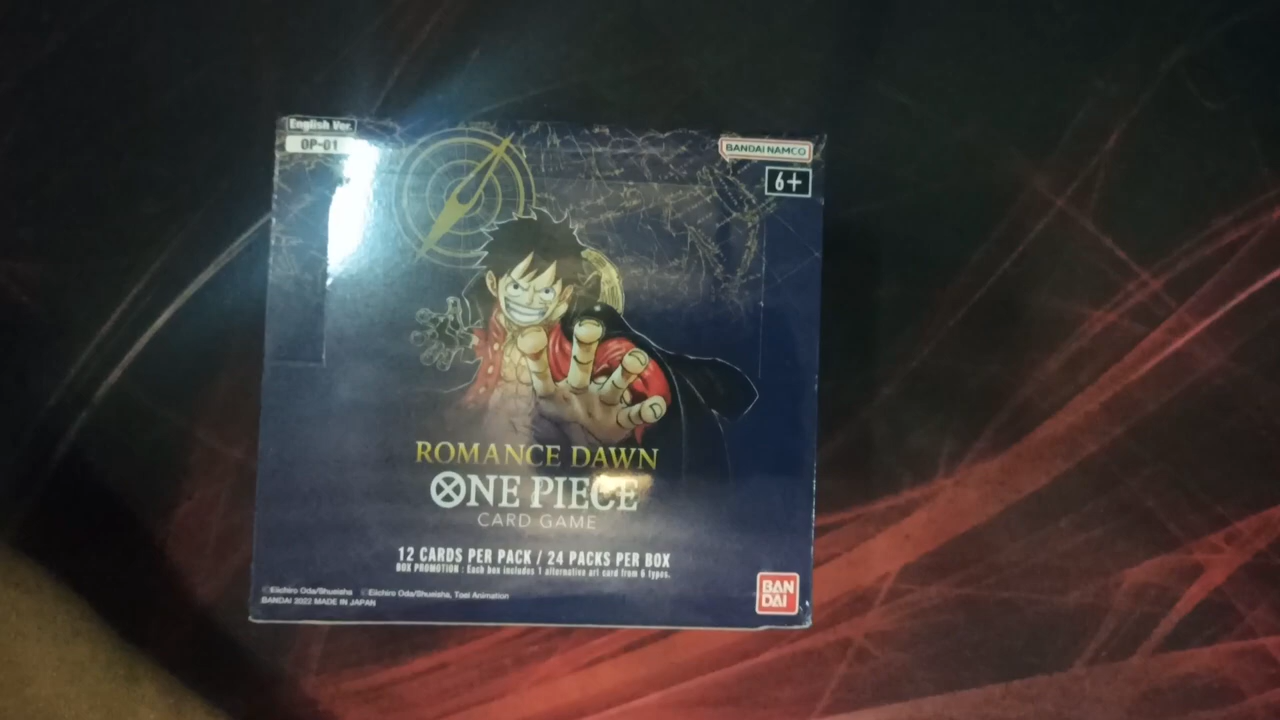 English Ver.
OP-01
BANDAI NAMCO
6+
ROMANCE DAWN
ONE PIECE
CARD GAME
12 CARDS PER PACK / 24 PACKS PER BOX
BOX PROMOTION : Each box includes 1 alternative art card from 6 types.
©Eiichiro Oda/Shueisha ©Eiichiro Oda/Shueisha, Toei Animation
BANDAI 2022 MADE IN JAPAN
BAN
DAI